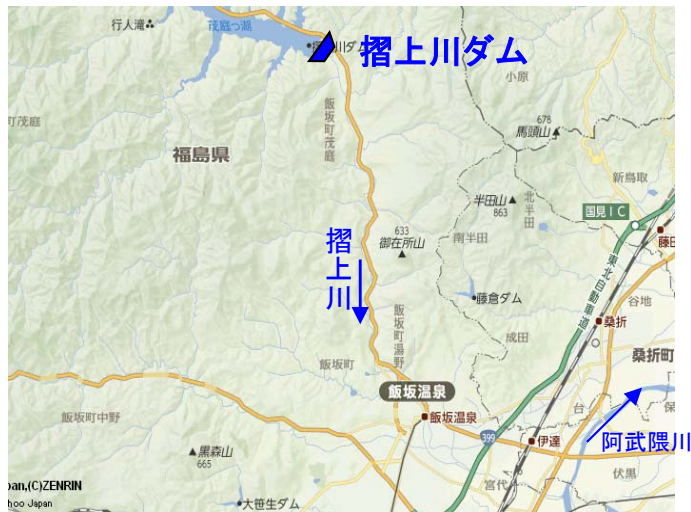 行人滝
茂庭っ湖
摺上川ダム
摺上川ダム
小原
678
馬頭山
飯坂町茂庭
町茂庭
福島県
新鳥取
半田山
863
北半田
国見IC
南半田
藤田
633
御在所山
摺上川
東北自動車道
藤倉ダム
谷地
飯坂町湯野
桑折
成田
桑折町
飯坂町
飯坂温泉
飯坂町中野
飯坂温泉
台
保
399
伊達
阿武隈川
黒森山
665
伏黒
宮代
pan,(C)ZENRIN
hoo Japan
大笹生ダム